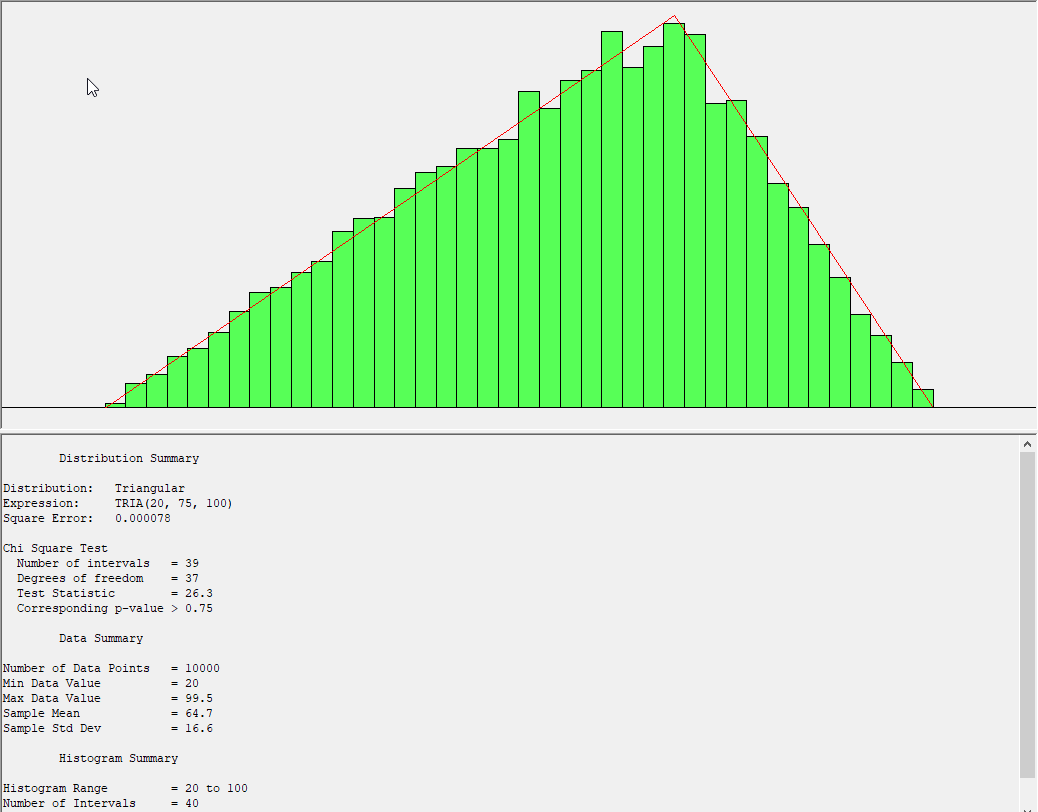 Distribution Summary
Distribution: Triangular
Expression: TRIA(20, 75, 100)
Square Error: 0.000078
Chi Square Test
Number of intervals = 39
Degrees of freedom = 37
Test Statistic = 26.3
Corresponding p-value > 0.75
Data Summary
Number of Data Points = 10000
Min Data Value = 20
Max Data Value = 99.5
Sample Mean = 64.7
Sample Std Dev = 16.6
Histogram Summary
Histogram Range = 20 to 100
Number of Intervals = 40